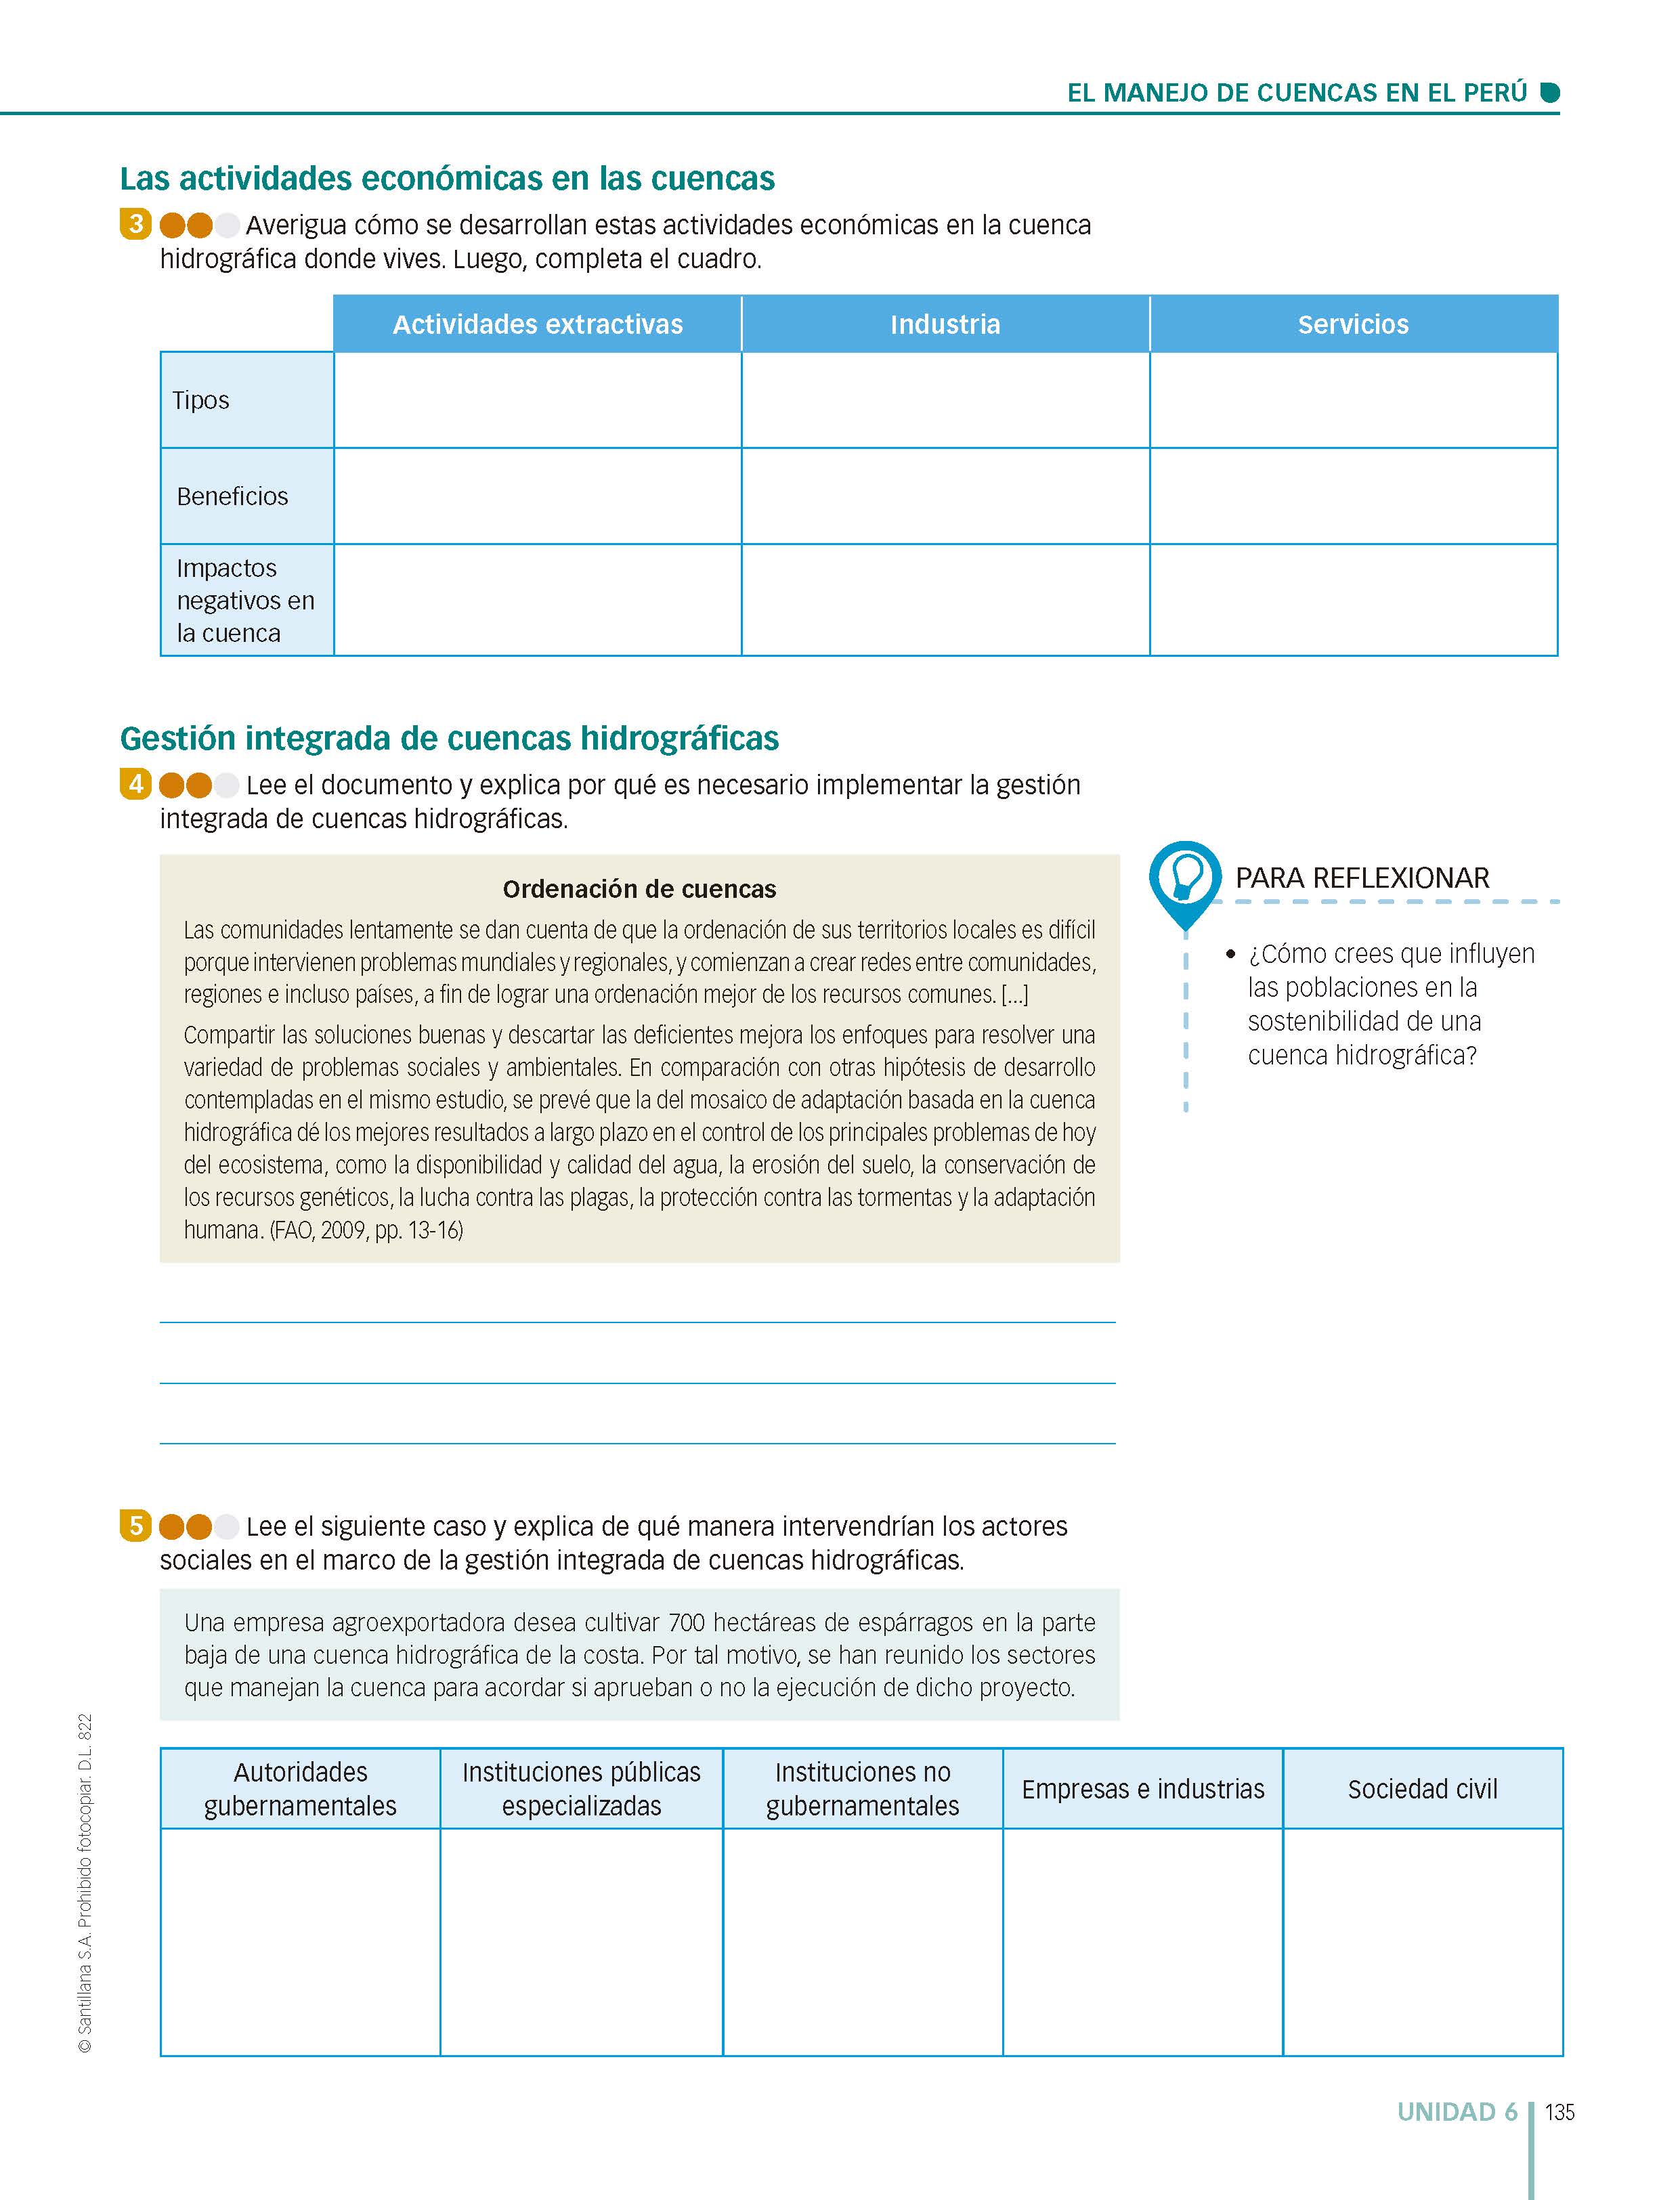 EL MANEJO DE CUENCAS EN EL PERÚ
Las actividades económicas en las cuencas
3 Averigua cómo se desarrollan estas actividades económicas en la cuenca
hidrográfica donde vives. Luego, completa el cuadro.
Actividades extractivas Industria Servicios
Tipos
Beneficios
Impactos
negativos en
la cuenca
Gestión integrada de cuencas hidrográficas
4 Lee el documento y explica por qué es necesario implementar la gestión
integrada de cuencas hidrográficas.
Ordenación de cuencas
Las comunidades lentamente se dan cuenta de que la ordenación de sus territorios locales es difícil
porque intervienen problemas mundiales y regionales, y comienzan a crear redes entre comunidades,
regiones e incluso países, a fin de lograr una ordenación mejor de los recursos comunes. [...]
Compartir las soluciones buenas y descartar las deficientes mejora los enfoques para resolver una
variedad de problemas sociales y ambientales. En comparación con otras hipótesis de desarrollo
contempladas en el mismo estudio, se prevé que la del mosaico de adaptación basada en la cuenca
hidrográfica dé los mejores resultados a largo plazo en el control de los principales problemas de hoy
del ecosistema, como la disponibilidad y calidad del agua, la erosión del suelo, la conservación de
los recursos genéticos, la lucha contra las plagas, la protección contra las tormentas y la adaptación
humana. (FAO, 2009, pp. 13-16)
PARA REFLEXIONAR
• ¿Cómo crees que influyen
las poblaciones en la
sostenibilidad de una
cuenca hidrográfica?
5 Lee el siguiente caso y explica de qué manera intervendrían los actores
sociales en el marco de la gestión integrada de cuencas hidrográficas.
Una empresa agroexportadora desea cultivar 700 hectáreas de espárragos en la parte
baja de una cuenca hidrográfica de la costa. Por tal motivo, se han reunido los sectores
que manejan la cuenca para acordar si aprueban o no la ejecución de dicho proyecto.
Autoridades
gubernamentales
Instituciones públicas
especializadas
Instituciones no
gubernamentales
Empresas e industrias
Sociedad civil
© Santillana S.A. Prohibido fotocopiar. D.L. 822
UNIDAD 6 135